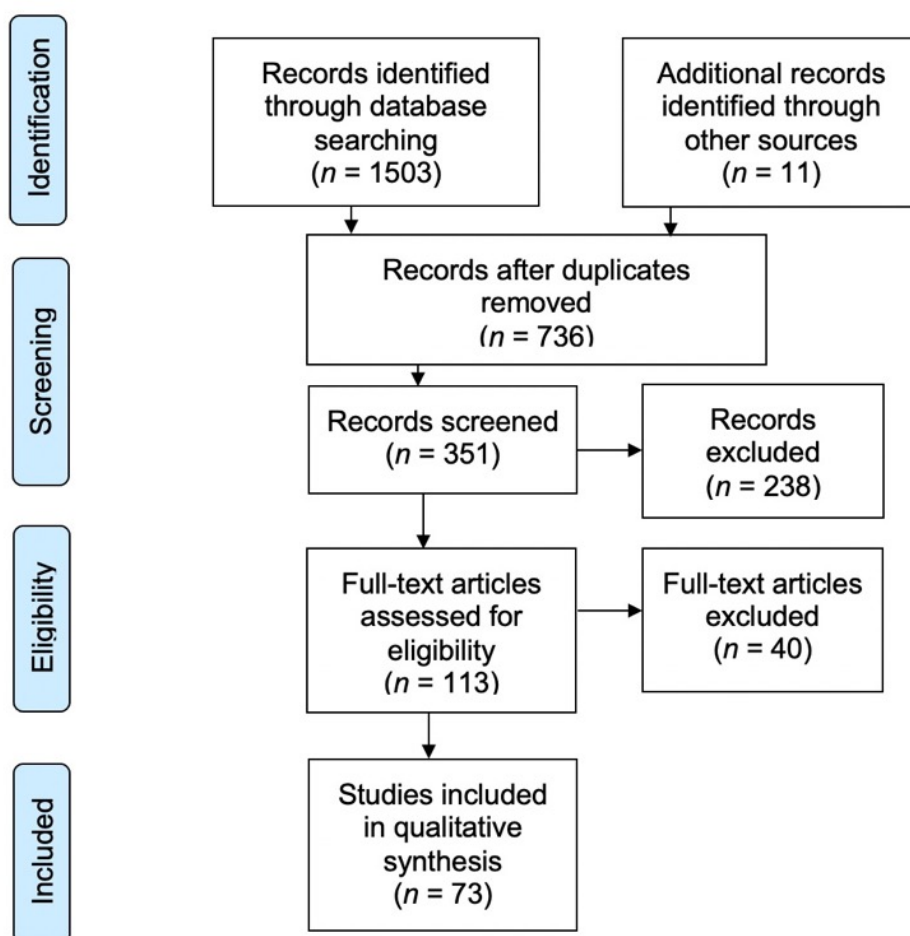 Identification
Records identified
through database
searching
(n = 1503)
Additional records
identified through
other sources
(n = 11)
Screening
Records after duplicates
removed
(n = 736)
Records screened
(n = 351)
Records
excluded
(n = 238)
Eligibility
Full-text articles
assessed for
eligibility
(n = 113)
Full-text articles
excluded
(n = 40)
Included
Studies included
in qualitative
synthesis
(n = 73)